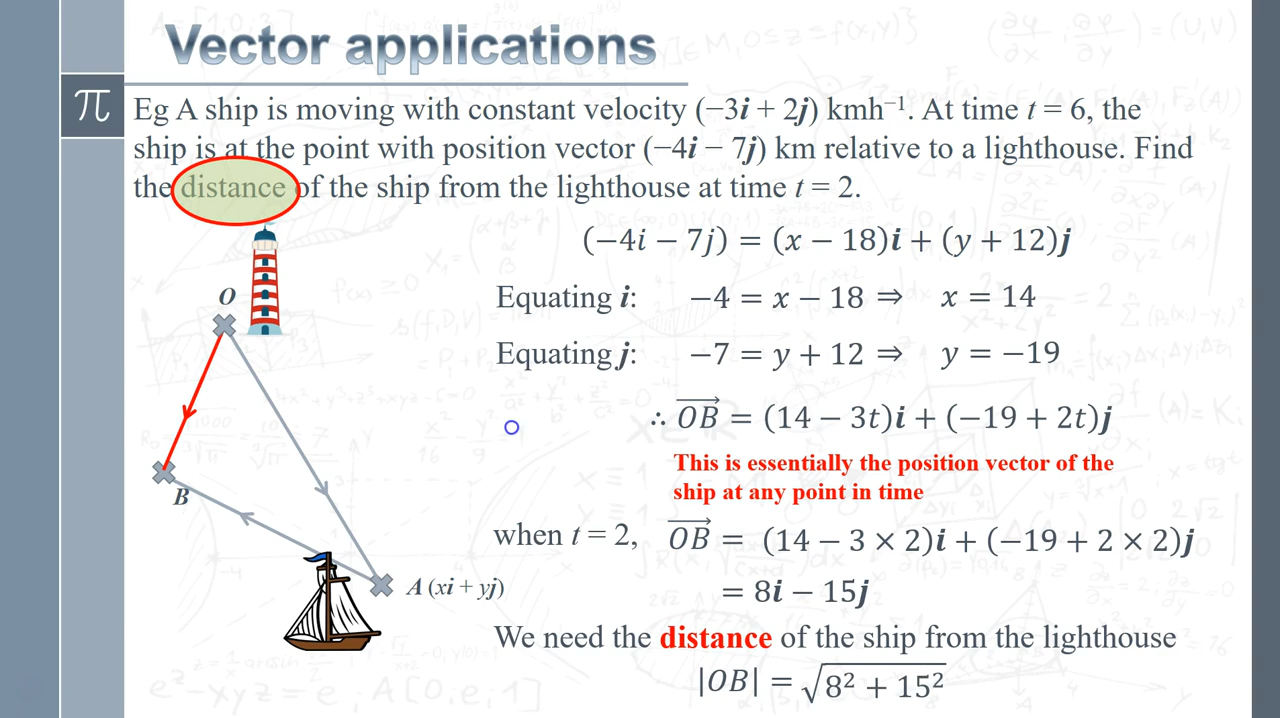 Vector applications
π
Eg A ship is moving with constant velocity (−3i + 2j) kmh⁻¹. At time t = 6, the
ship is at the point with position vector (−4i − 7j) km relative to a lighthouse. Find
the distance of the ship from the lighthouse at time t = 2.
(−4i − 7j) = (x − 18)i + (y + 12)j
Equating i: −4 = x − 18 ⇒ x = 14
Equating j: −7 = y + 12 ⇒ y = −19
∴ \overrightarrow{OB} = (14 − 3t)i + (−19 + 2t)j
This is essentially the position vector of the
ship at any point in time
when t = 2, \overrightarrow{OB} = (14 − 3 × 2)i + (−19 + 2 × 2)j
= 8i − 15j
We need the distance of the ship from the lighthouse
|OB| = √(8² + 15²)
O
B
A (xi + yj)